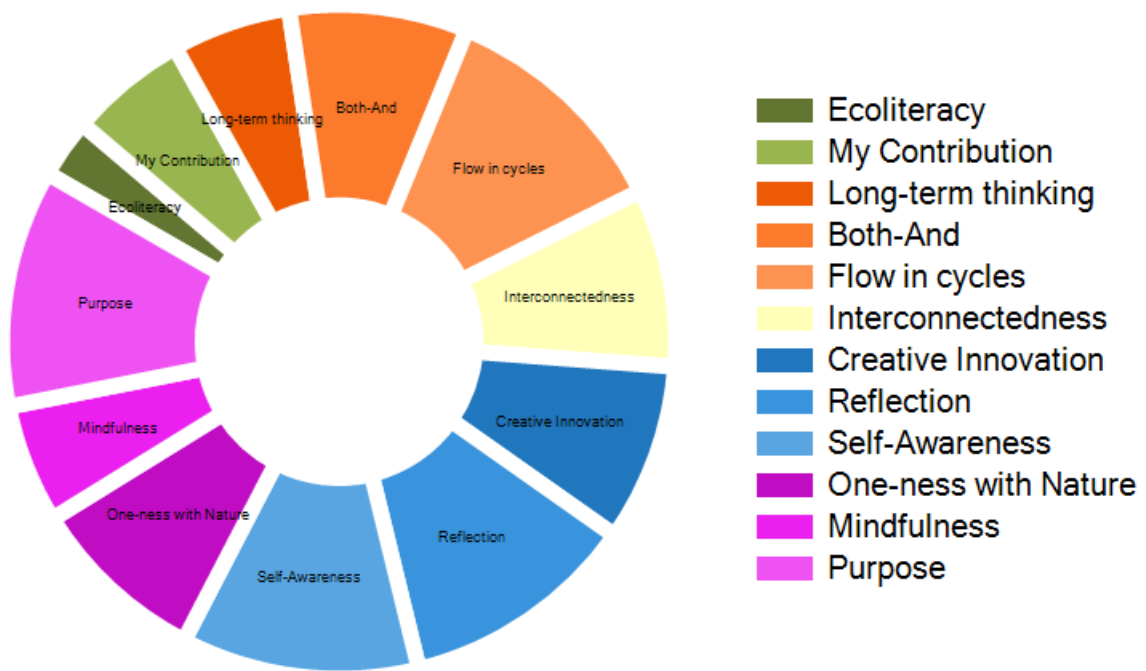 Both-And
Long-term thinking
Flow in cycles
My Contribution
Ecoliteracy
Purpose
Interconnectedness
Mindfulness
Creative Innovation
One-ness with Nature
Reflection
Self-Awareness
Ecoliteracy
My Contribution
Long-term thinking
Both-And
Flow in cycles
Interconnectedness
Creative Innovation
Reflection
Self-Awareness
One-ness with Nature
Mindfulness
Purpose